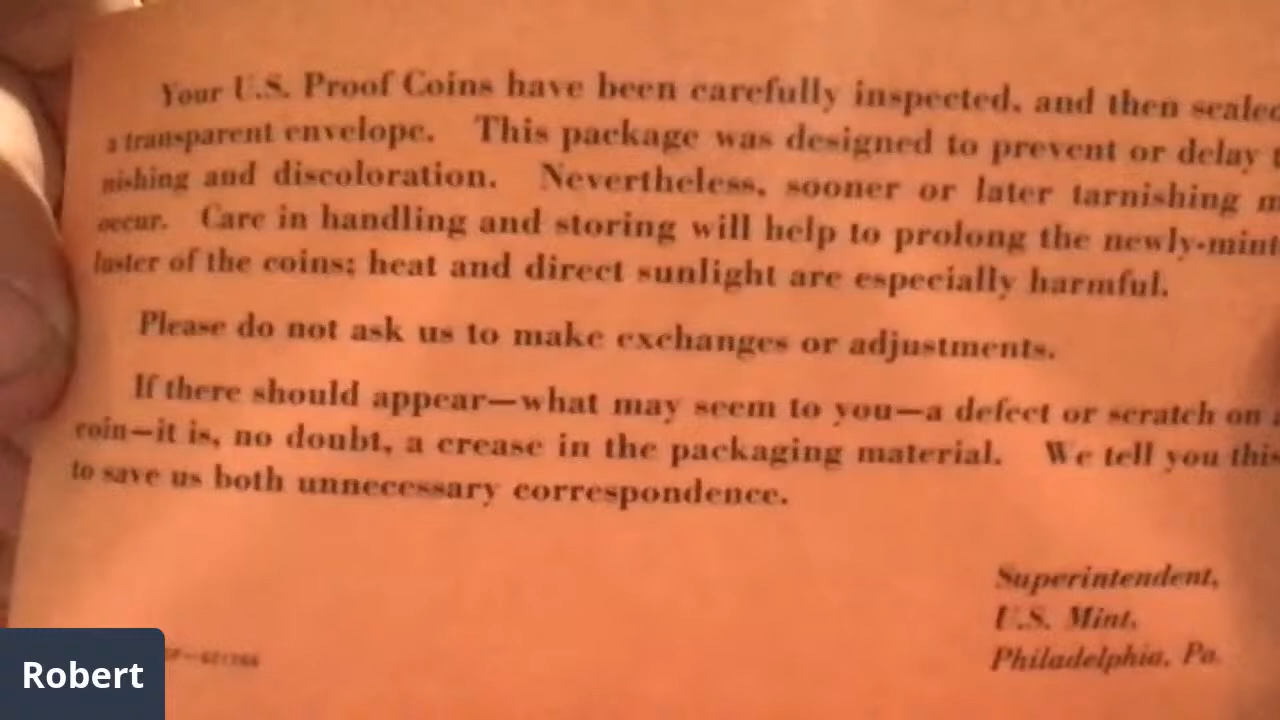 Your U.S. Proof Coins have been carefully inspected, and then sealed
a transparent envelope. This package was designed to prevent or delay
nishing and discoloration. Nevertheless, sooner or later tarnishing
occur. Care in handling and storing will help to prolong the newly-mint
luster of the coins; heat and direct sunlight are especially harmful.
Please do not ask us to make exchanges or adjustments.
If there should appear—what may seem to you—a defect or scratch on a
coin—it is, no doubt, a crease in the packaging material. We tell you this
to save us both unnecessary correspondence.
Superintendent,
U.S. Mint,
Philadelphia, Pa.
Robert